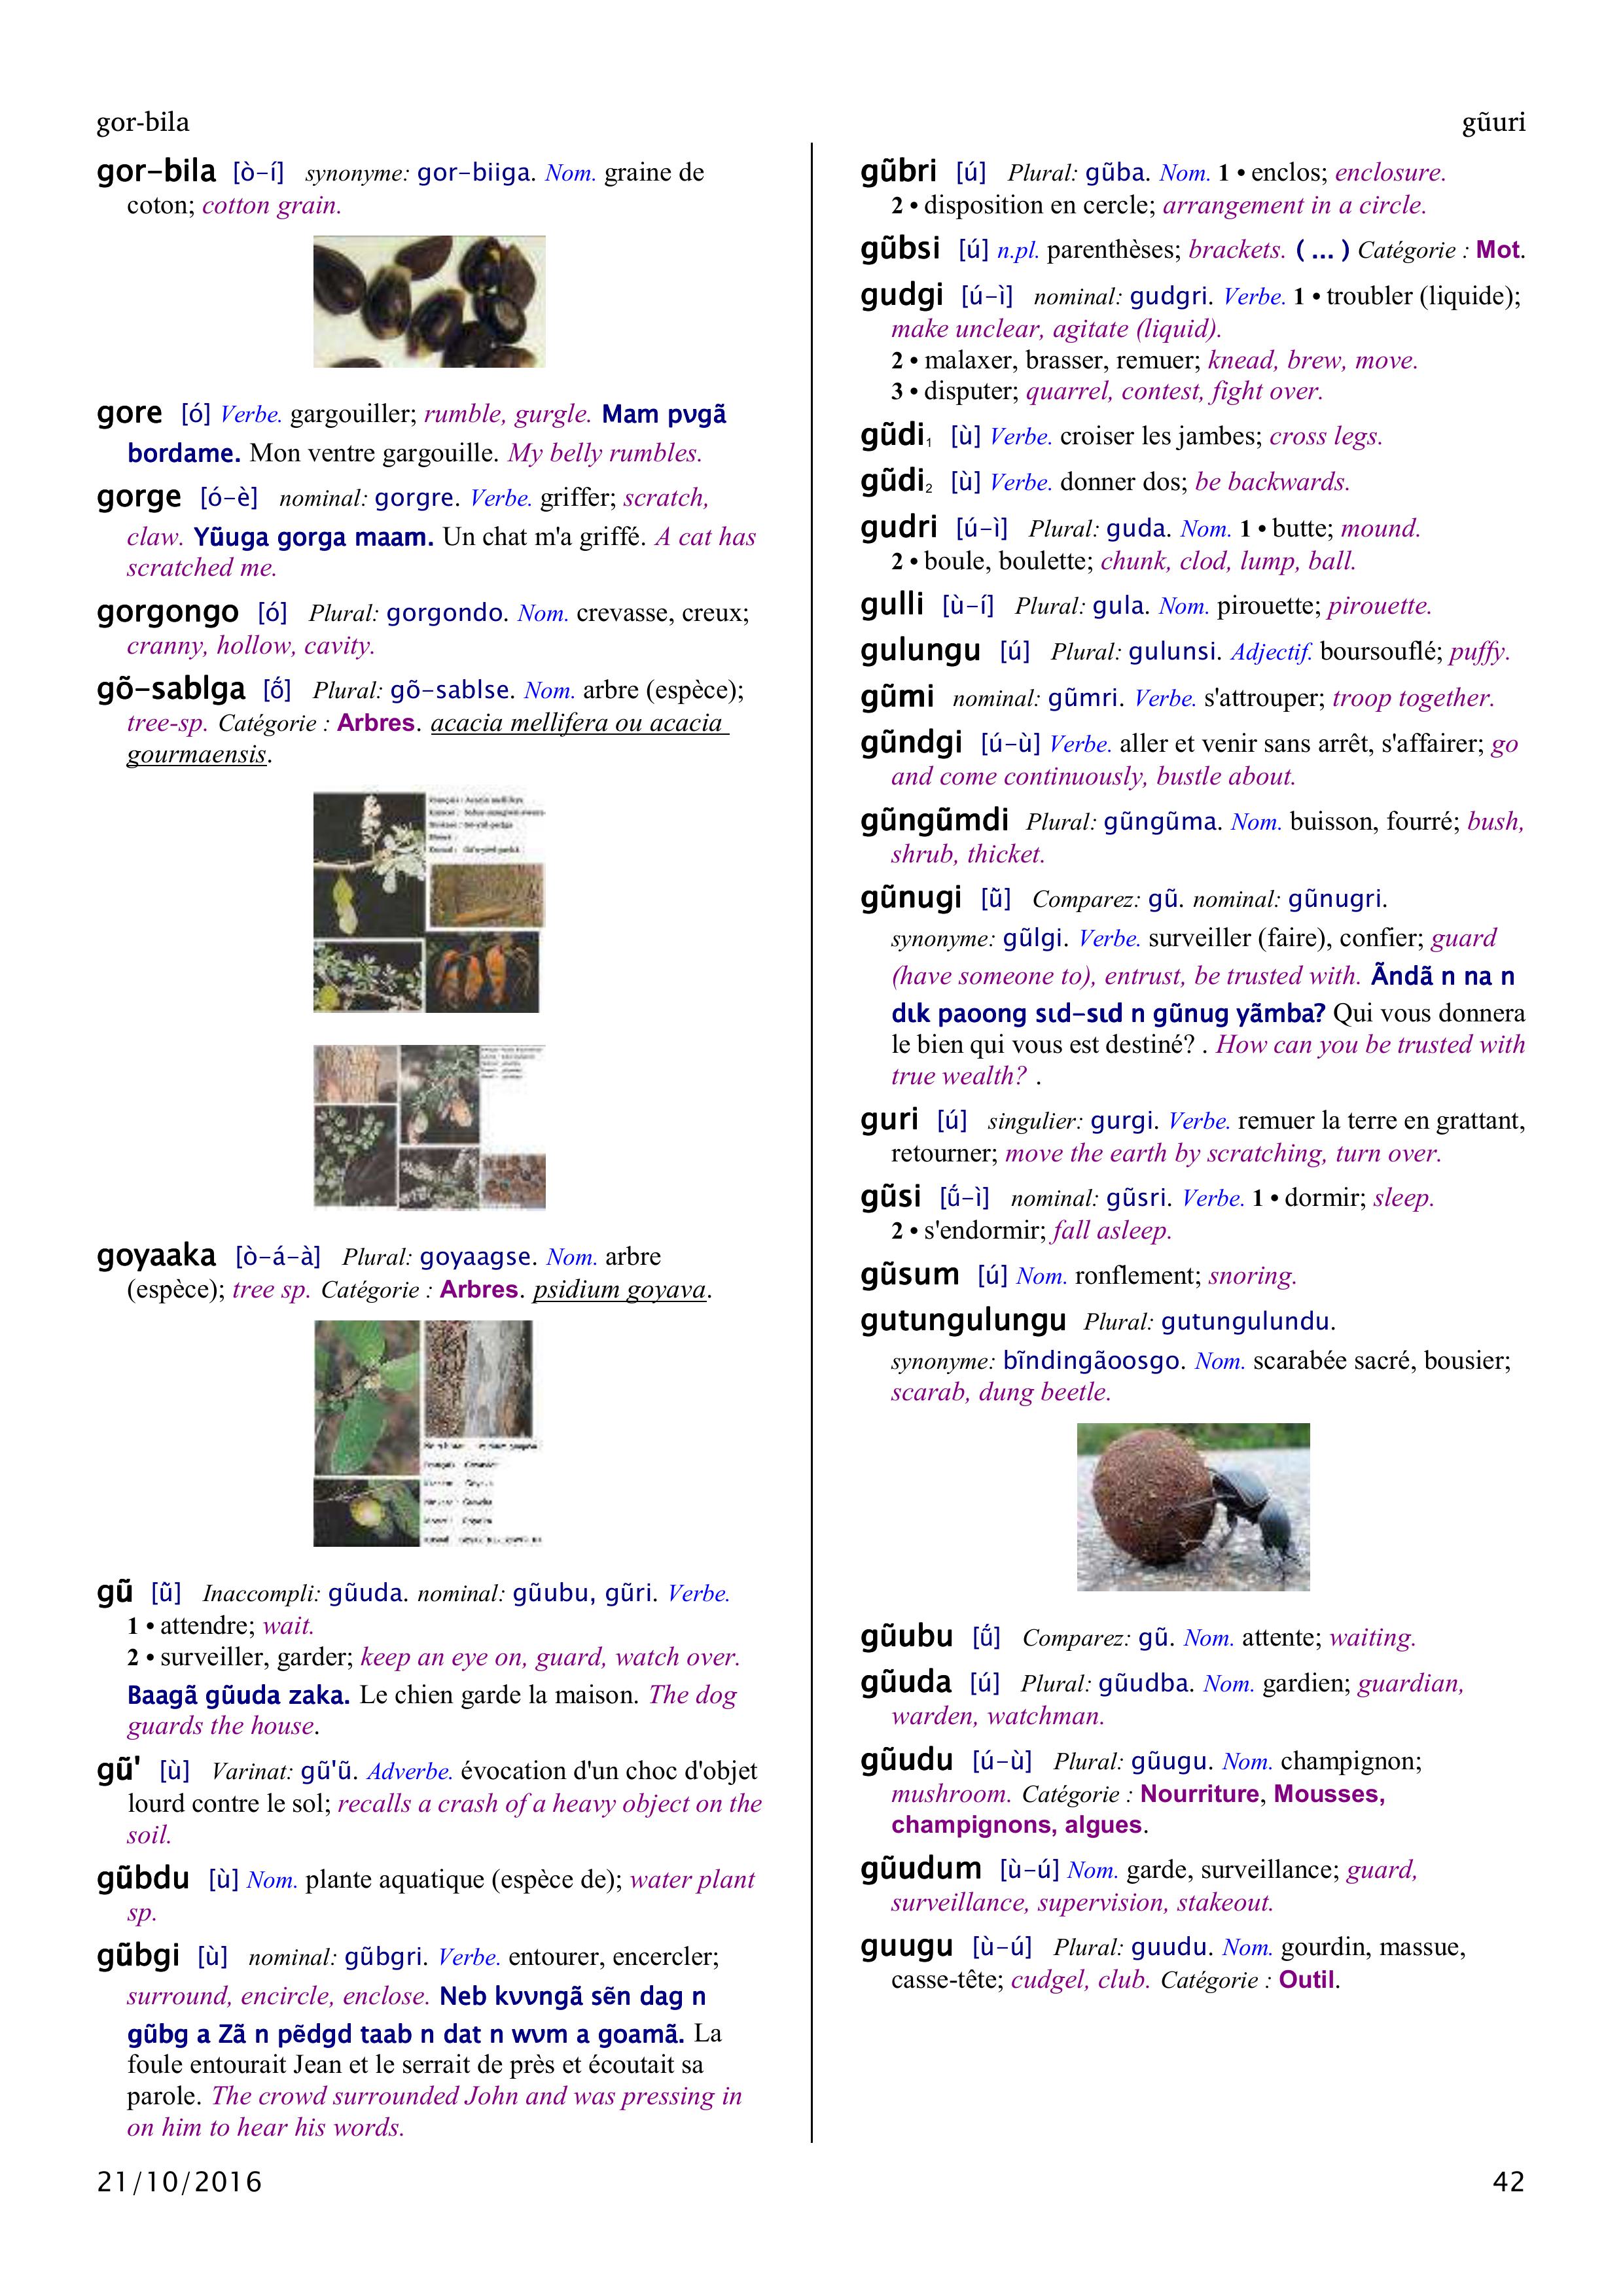 gor-bila
gũuri
gor–bila [ò–í] synonyme: gor–biiga. Nom. graine de
coton; cotton grain.
gore [ó] Verbe. gargouiller; rumble, gurgle. Mam pʋgã
bordame. Mon ventre gargouille. My belly rumbles.
gorge [ó–è] nominal: gorgre. Verbe. griffer; scratch,
claw. Yũuga gorga maam. Un chat m'a griffé. A cat has
scratched me.
gorgongo [ó] Plural: gorgondo. Nom. crevasse, creux;
cranny, hollow, cavity.
gõ–sablga [ṍ] Plural: gõ–sablse. Nom. arbre (espèce);
tree-sp. Catégorie : Arbres. acacia mellifera ou acacia
gourmaensis.
goyaaka [ò–á–à] Plural: goyaagse. Nom. arbre
(espèce); tree sp. Catégorie : Arbres. psidium goyava.
gũ [ũ̀] Inaccompli: gũuda. nominal: gũubu, gũri. Verbe.
1 • attendre; wait.
2 • surveiller, garder; keep an eye on, guard, watch over.
Baagã gũuda zaka. Le chien garde la maison. The dog
guards the house.
gũ' [ù] Varinat: gũ'ũ. Adverbe. évocation d'un choc d'objet
lourd contre le sol; recalls a crash of a heavy object on the
soil.
gũbdu [ù] Nom. plante aquatique (espèce de); water plant
sp.
gũbgi [ù] nominal: gũbgri. Verbe. entourer, encercler;
surround, encircle, enclose. Neb kʋʋngã sẽn dag n
gũbg a Zã n pẽdgd taab n dat n wʋm a goamã. La
foule entourait Jean et le serrait de près et écoutait sa
parole. The crowd surrounded John and was pressing in
on him to hear his words.
gũbri [ú] Plural: gũba. Nom. 1 • enclos; enclosure.
2 • disposition en cercle; arrangement in a circle.
gũbsi [ú] n.pl. parenthèses; brackets. ( ... ) Catégorie : Mot.
gudgi [ú–ì] nominal: gudgri. Verbe. 1 • troubler (liquide);
make unclear, agitate (liquid).
2 • malaxer, brasser, remuer; knead, brew, move.
3 • disputer; quarrel, contest, fight over.
gũdi₁ [ù] Verbe. croiser les jambes; cross legs.
gũdi₂ [ù] Verbe. donner dos; be backwards.
gudri [ú–ì] Plural: guda. Nom. 1 • butte; mound.
2 • boule, boulette; chunk, clod, lump, ball.
gulli [ù–í] Plural: gula. Nom. pirouette; pirouette.
gulungu [ú] Plural: gulunsi. Adjectif. boursouflé; puffy.
gũmi nominal: gũmri. Verbe. s'attrouper; troop together.
gũndgi [ú–ù] Verbe. aller et venir sans arrêt, s'affairer; go
and come continuously, bustle about.
gũngũmdi Plural: gũngũma. Nom. buisson, fourré; bush,
shrub, thicket.
gũnugi [ũ̀] Comparez: gũ. nominal: gũnugri.
synonyme: gũlgi. Verbe. surveiller (faire), confier; guard
(have someone to), entrust, be trusted with. Ãndã n na n
dɩk paoong sɩd–sɩd n gũnug yãmba? Qui vous donnera
le bien qui vous est destiné? . How can you be trusted with
true wealth? .
guri [ú] singulier: gurgi. Verbe. remuer la terre en grattant,
retourner; move the earth by scratching, turn over.
gũsi [ṹ–ì] nominal: gũsri. Verbe. 1 • dormir; sleep.
2 • s'endormir; fall asleep.
gũsum [ú] Nom. ronflement; snoring.
gutungulungu Plural: gutungulundu.
synonyme: bĩndingãoosgo. Nom. scarabée sacré, bousier;
scarab, dung beetle.
gũubu [ṹ] Comparez: gũ. Nom. attente; waiting.
gũuda [ú] Plural: gũudba. Nom. gardien; guardian,
warden, watchman.
gũudu [ú–ù] Plural: gũugu. Nom. champignon;
mushroom. Catégorie : Nourriture, Mousses,
champignons, algues.
gũudum [ù–ú] Nom. garde, surveillance; guard,
surveillance, supervision, stakeout.
guugu [ù–ú] Plural: guudu. Nom. gourdin, massue,
casse-tête; cudgel, club. Catégorie : Outil.
21/10/2016
42